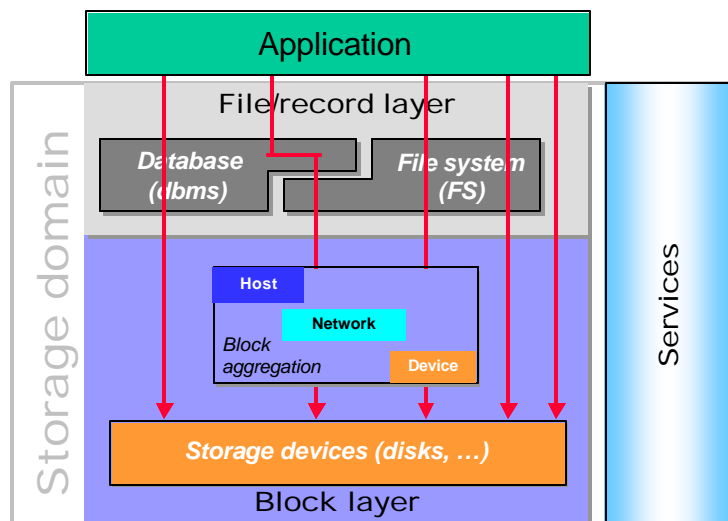 Application
File/record layer
Database
(dbms)
File system
(FS)
Host
Network
Block
aggregation
Device
Storage devices (disks, …)
Block layer
Storage domain
Services